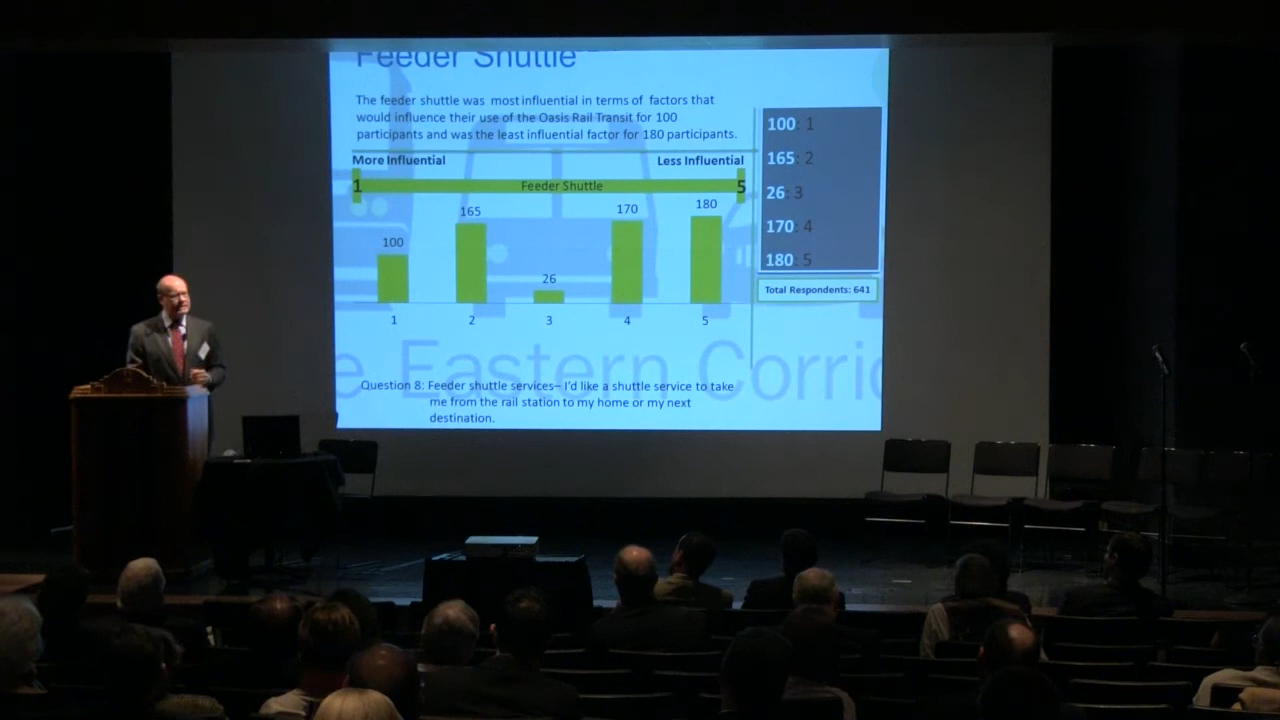 Feeder Shuttle
The feeder shuttle was most influential in terms of factors that
would influence their use of the Oasis Rail Transit for 100
participants and was the least influential factor for 180 participants.
More Influential
Less Influential
1
Feeder Shuttle
5
100
165
26
170
180
1
2
3
4
5
100: 1
165: 2
26: 3
170: 4
180: 5
Total Respondents: 641
e Eastern Corri
Question 8: Feeder shuttle services– I'd like a shuttle service to take
me from the rail station to my home or my next
destination.